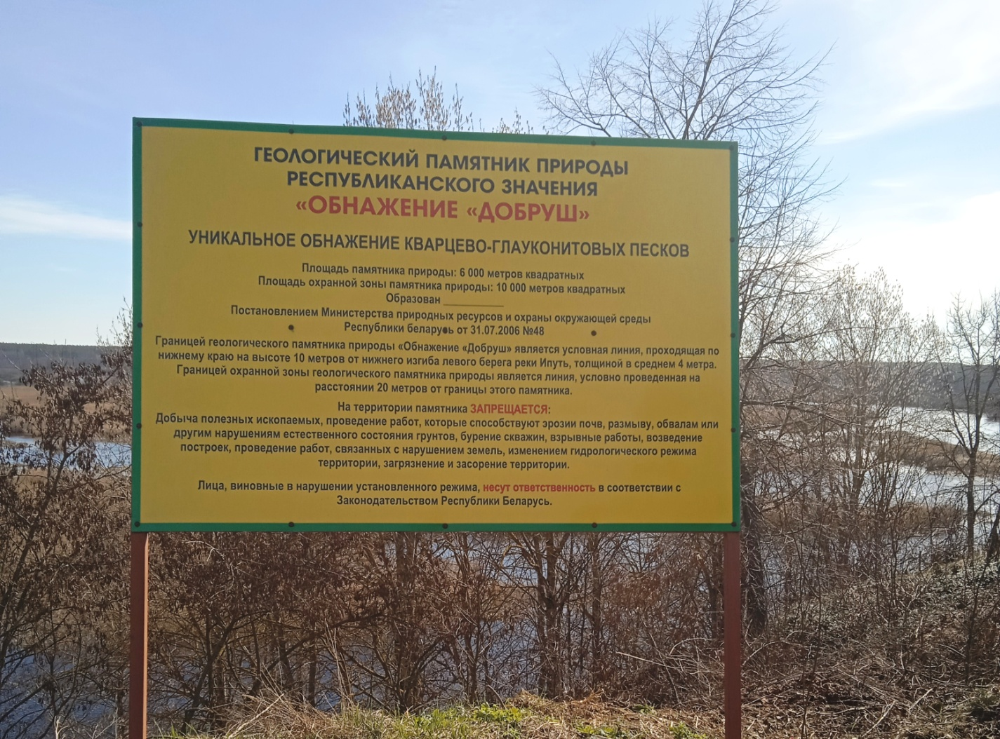 ГЕОЛОГИЧЕСКИЙ ПАМЯТНИК ПРИРОДЫ
РЕСПУБЛИКАНСКОГО ЗНАЧЕНИЯ
«ОБНАЖЕНИЕ «ДОБРУШ»
УНИКАЛЬНОЕ ОБНАЖЕНИЕ КВАРЦЕВО-ГЛАУКОНИТОВЫХ ПЕСКОВ
Площадь памятника природы: 6 000 метров квадратных
Площадь охранной зоны памятника природы: 10 000 метров квадратных
Образован ___________
Постановлением Министерства природных ресурсов и охраны окружающей среды
Республики Беларусь от 31.07.2006 №48
Границей геологического памятника природы «Обнажение «Добруш» является условная линия, проходящая по
нижнему краю на высоте 10 метров от нижнего изгиба левого берега реки Ипуть, толщиной в среднем 4 метра.
Границей охранной зоны геологического памятника природы является линия, условно проведенная на
расстоянии 20 метров от границы этого памятника.
На территории памятника ЗАПРЕЩАЕТСЯ:
Добыча полезных ископаемых, проведение работ, которые способствуют эрозии почв, размыву, обвалам или
другим нарушениям естественного состояния грунтов, бурение скважин, взрывные работы, возведение
построек, проведение работ, связанных с нарушением земель, изменением гидрологического режима
территории, загрязнение и засорение территории.
Лица, виновные в нарушении установленного режима, несут ответственность в соответствии с
Законодательством Республики Беларусь.